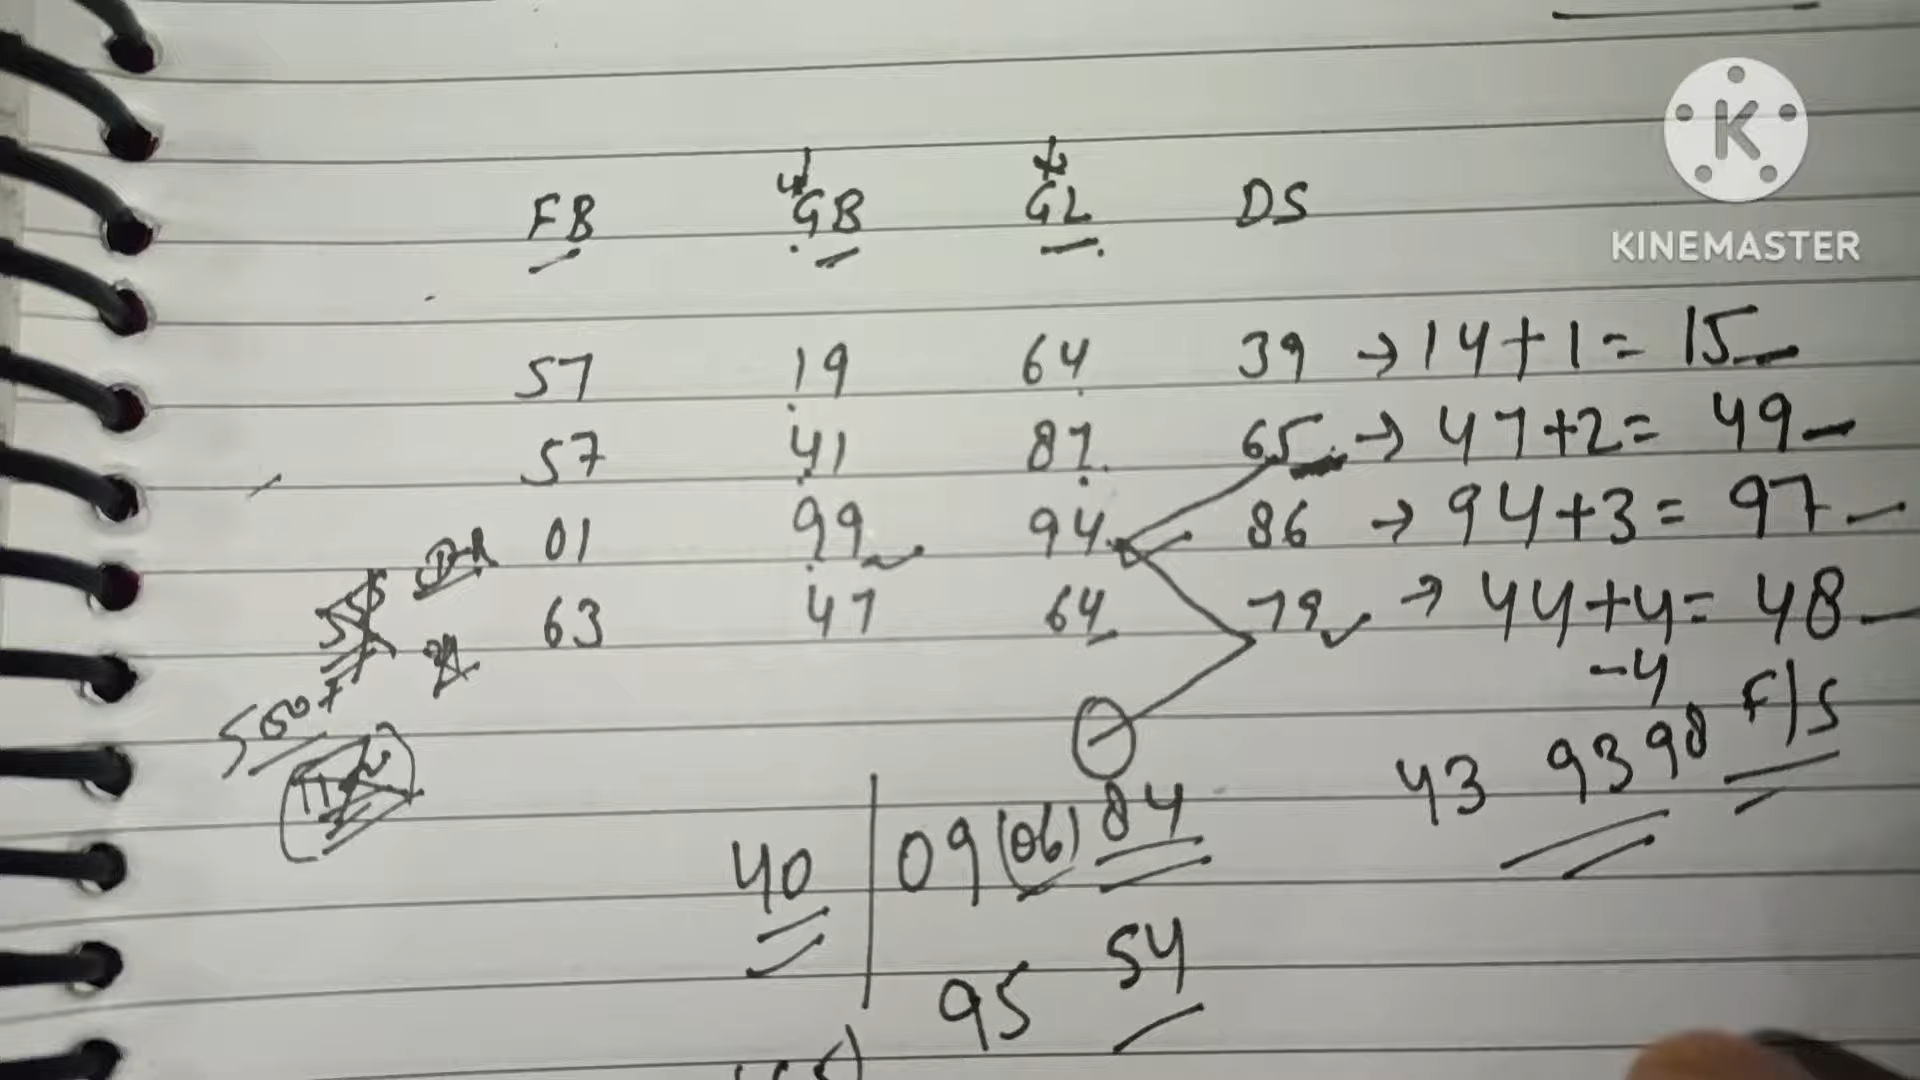 FB GB GL DS
KINEMASTER
57 19 64 39 → 14+1= 15
57 41 87 65 → 47+2= 49
01 99 94 86 → 94+3= 97
63 47 64 79 → 44+4= 48
-4
43 93 98 F/S
40 | 09 (06) 84
95 54